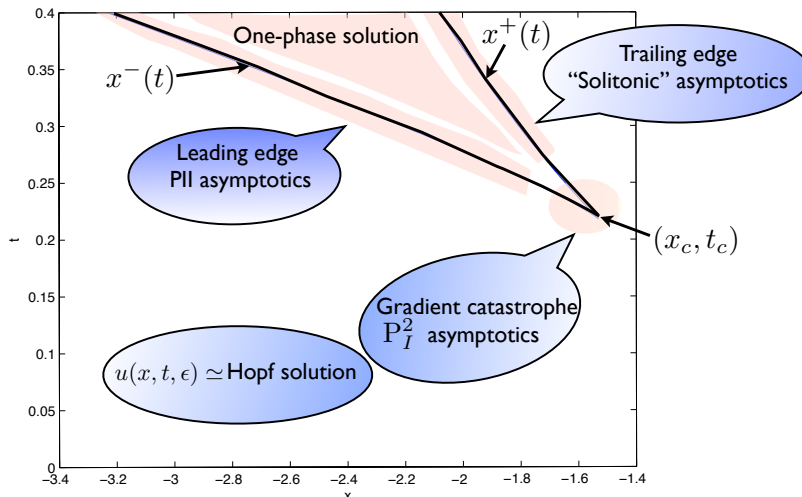 0.4
0.35
0.3
0.25
0.2
0.15
0.1
0.05
0
t
One-phase solution
x⁺(t)
x⁻(t)
Trailing edge
“Solitonic” asymptotics
Leading edge
PII asymptotics
(x_c, t_c)
Gradient catastrophe
P_I^2 asymptotics
u(x, t, ϵ) ≃ Hopf solution
−3.4 −3.2 −3 −2.8 −2.6 −2.4 −2.2 −2 −1.8 −1.6 −1.4
x